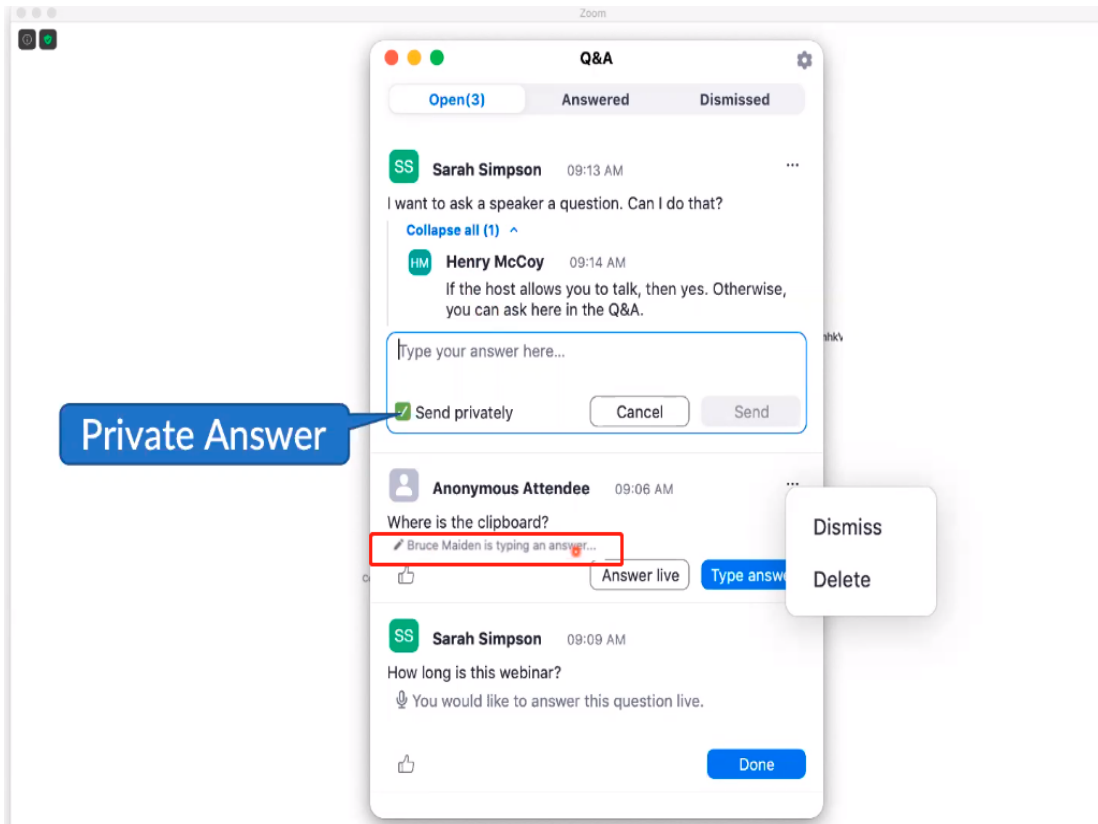 Zoom
Q&A
Open(3) Answered Dismissed
SS Sarah Simpson 09:13 AM ...
I want to ask a speaker a question. Can I do that?
Collapse all (1)
HM Henry McCoy 09:14 AM
If the host allows you to talk, then yes. Otherwise,
you can ask here in the Q&A.
Type your answer here...
Send privately Cancel Send
Private Answer
Anonymous Attendee 09:06 AM ...
Where is the clipboard?
Bruce Maiden is typing an answer...
Answer live Type answ
Dismiss
Delete
SS Sarah Simpson 09:09 AM
How long is this webinar?
You would like to answer this question live.
Done